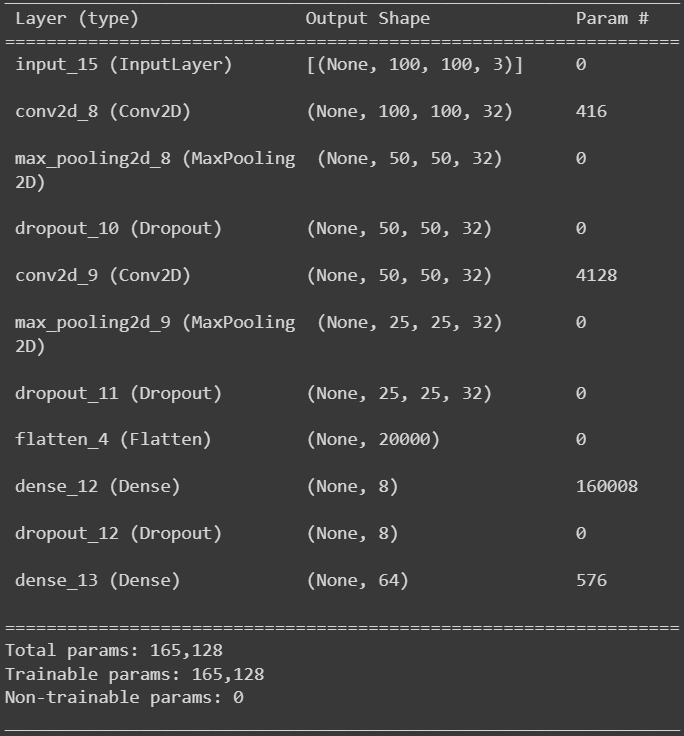 Layer (type) Output Shape Param #
=================================================================
input_15 (InputLayer) [(None, 100, 100, 3)] 0
conv2d_8 (Conv2D) (None, 100, 100, 32) 416
max_pooling2d_8 (MaxPooling (None, 50, 50, 32) 0
2D)
dropout_10 (Dropout) (None, 50, 50, 32) 0
conv2d_9 (Conv2D) (None, 50, 50, 32) 4128
max_pooling2d_9 (MaxPooling (None, 25, 25, 32) 0
2D)
dropout_11 (Dropout) (None, 25, 25, 32) 0
flatten_4 (Flatten) (None, 20000) 0
dense_12 (Dense) (None, 8) 160008
dropout_12 (Dropout) (None, 8) 0
dense_13 (Dense) (None, 64) 576
=================================================================
Total params: 165,128
Trainable params: 165,128
Non-trainable params: 0